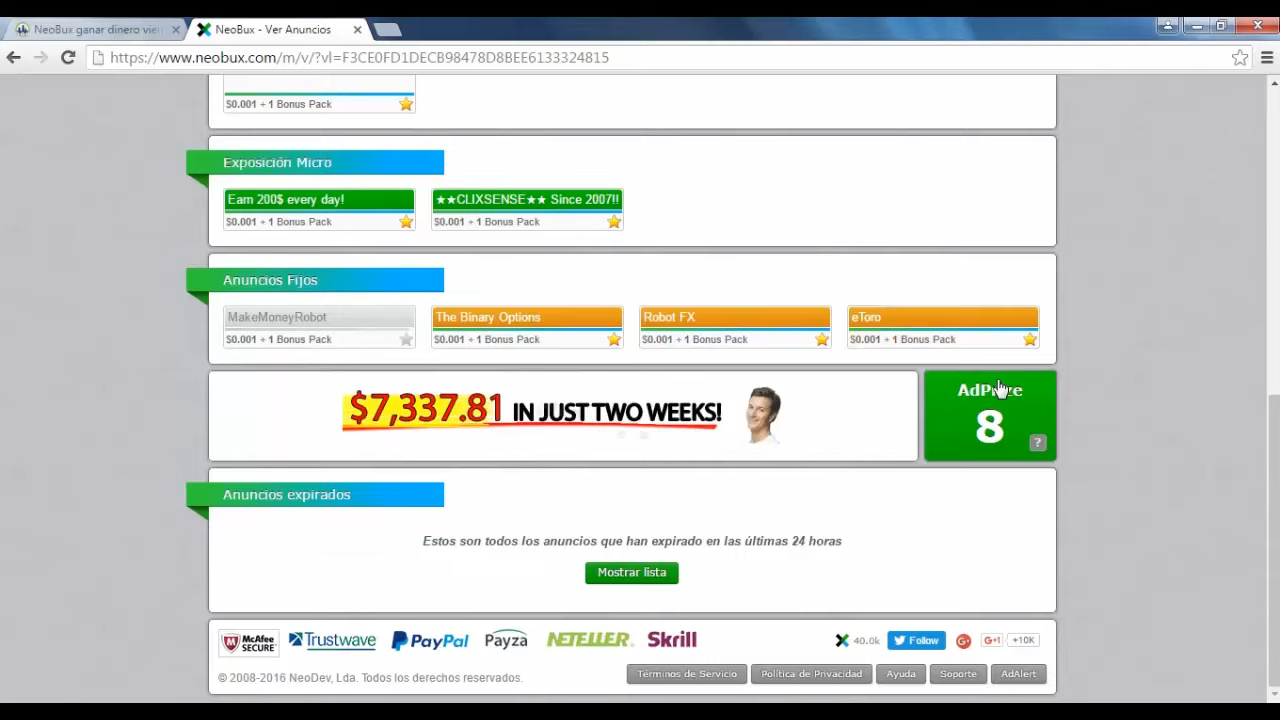 NeoBux ganar dinero vie
NeoBux - Ver Anuncios
https://www.neobux.com/m/v/?vl=F3CE0FD1DECB98478D8BEE6133324815
$0.001 + 1 Bonus Pack
Exposición Micro
Earn 200$ every day!
★★CLIXSENSE★★ Since 2007!!
$0.001 + 1 Bonus Pack
$0.001 + 1 Bonus Pack
Anuncios Fijos
MakeMoneyRobot
The Binary Options
Robot FX
eToro
$0.001 + 1 Bonus Pack
$0.001 + 1 Bonus Pack
$0.001 + 1 Bonus Pack
$0.001 + 1 Bonus Pack
$7,337.81 IN JUST TWO WEEKS!
8
?
Anuncios expirados
Estos son todos los anuncios que han expirado en las últimas 24 horas
Mostrar lista
McAfee
SECURE
Trustwave
PayPal
Payza
NETELLER
Skrill
40.0k
Follow
G+1
+10K
© 2008-2016 NeoDev, Lda. Todos los derechos reservados.
Términos de Servicio
Política de Privacidad
Ayuda
Soporte
AdAlert